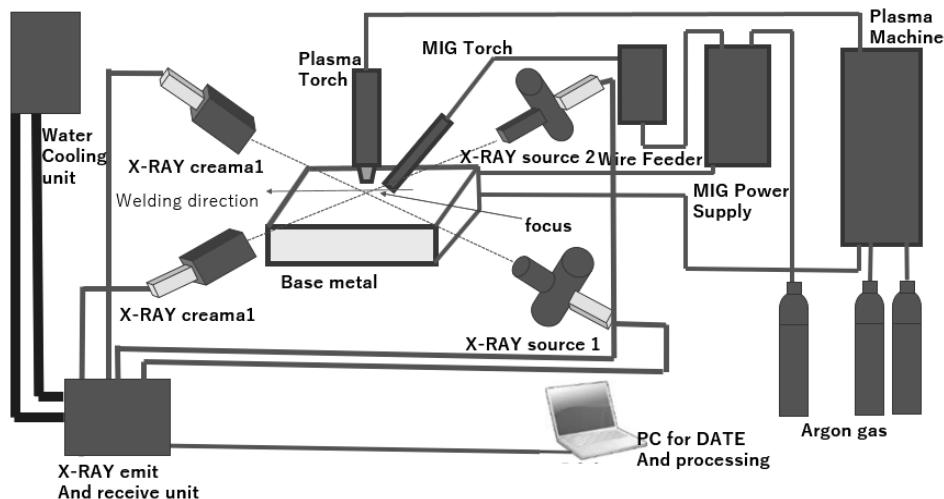 Plasma
Machine
MIG Torch
Plasma
Torch
Water
Cooling
unit
X-RAY creama1
X-RAY source 2
Wire Feeder
MIG Power
Supply
Welding direction
focus
Base metal
X-RAY creama1
X-RAY source 1
Argon gas
PC for DATE
And processing
X-RAY emit
And receive unit